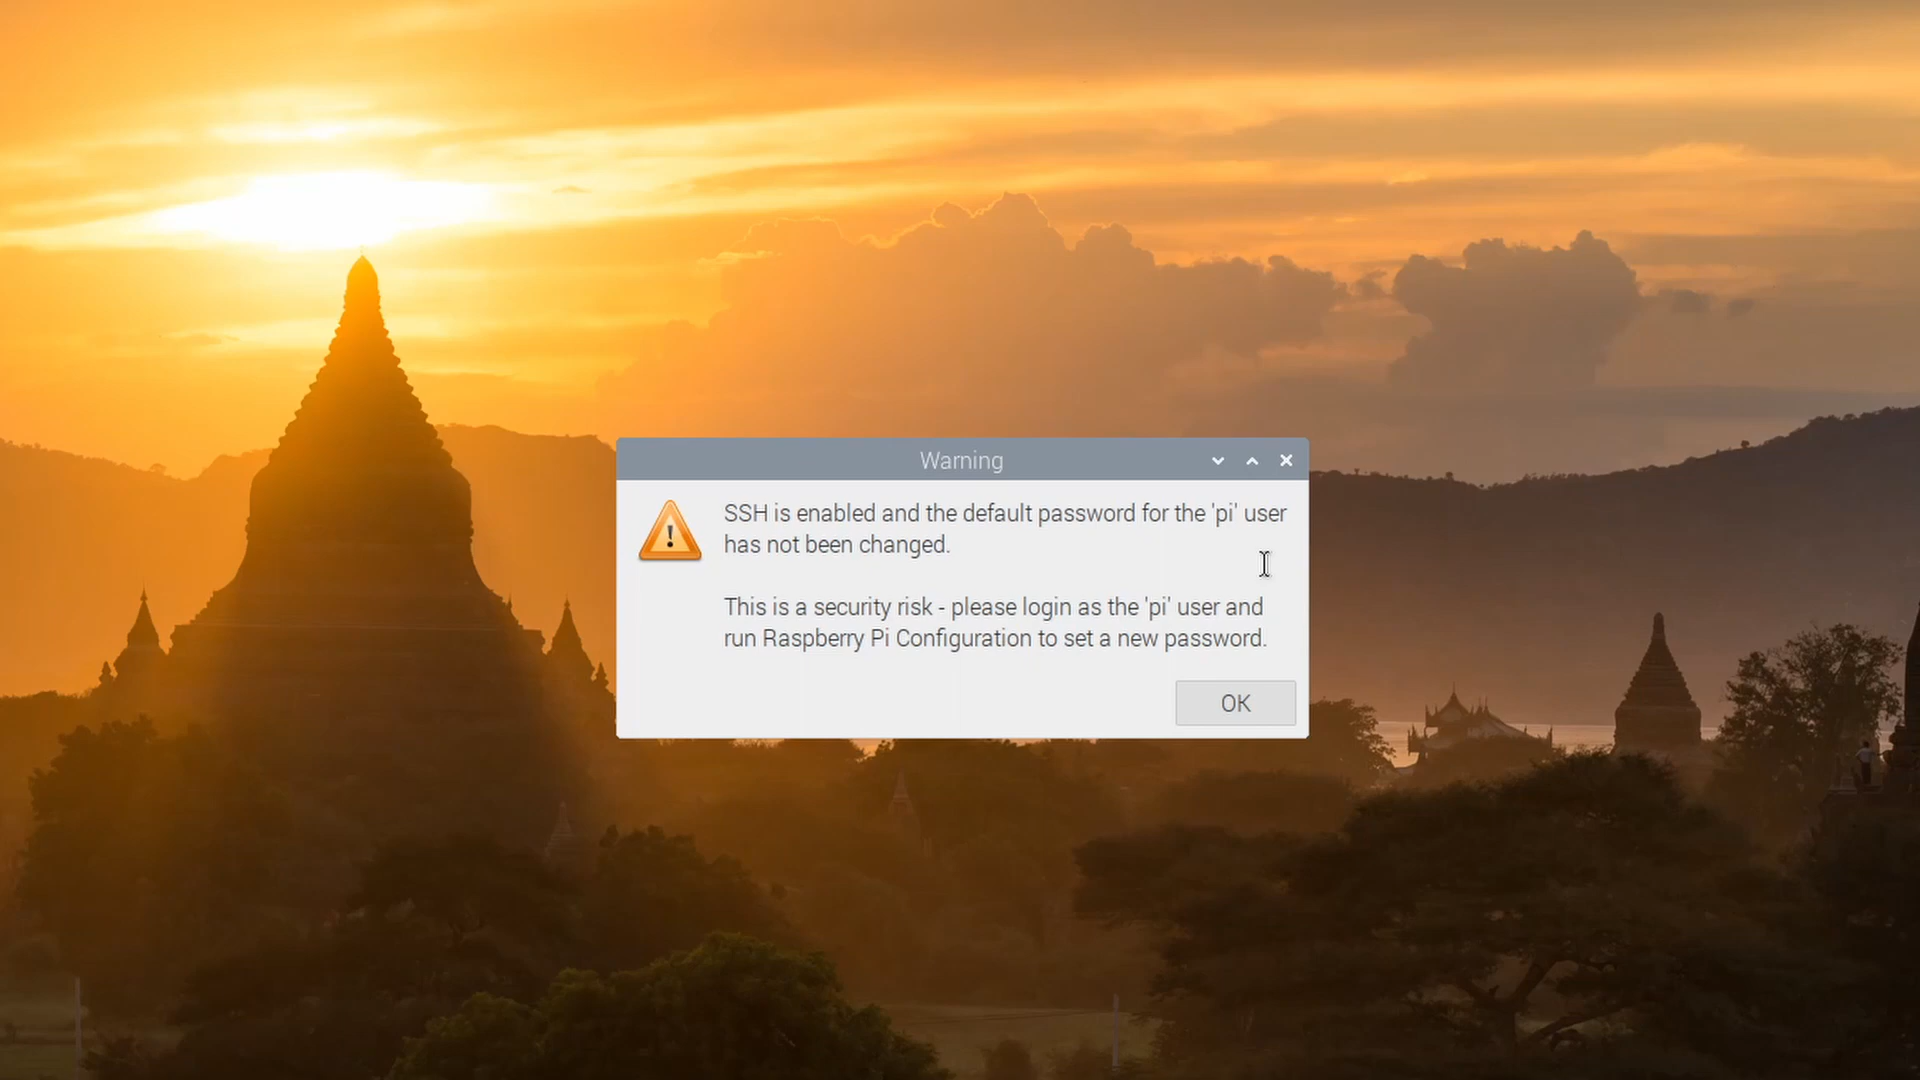 Warning
SSH is enabled and the default password for the 'pi' user
has not been changed.
This is a security risk - please login as the 'pi' user and
run Raspberry Pi Configuration to set a new password.
OK